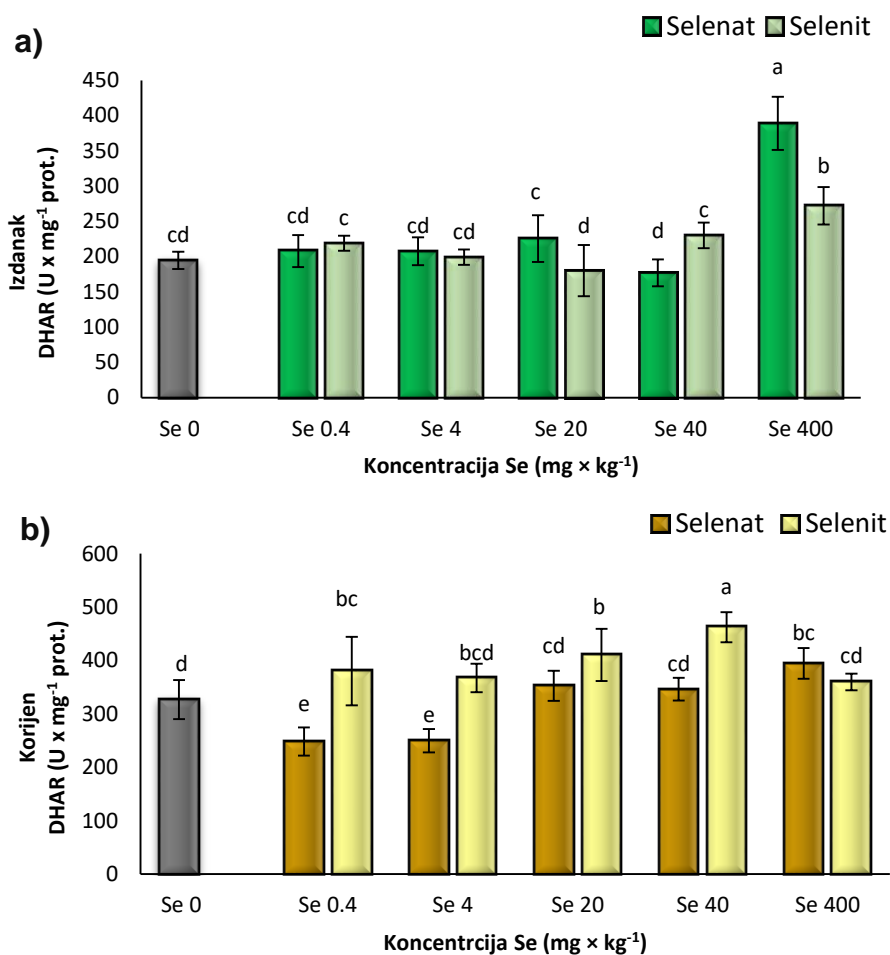 a)
Selenat Selenit
Izdanak
DHAR (U x mg⁻¹ prot.)
450
400
350
300
250
200
150
100
50
0
cd
cd
c
cd
cd
c
d
d
c
a
b
Se 0 Se 0.4 Se 4 Se 20 Se 40 Se 400
Koncentracija Se (mg × kg⁻¹)
b)
Selenat Selenit
Korijen
DHAR (U x mg⁻¹ prot.)
600
500
400
300
200
100
0
d
e
bc
e
bcd
cd
b
cd
a
bc
cd
Se 0 Se 0.4 Se 4 Se 20 Se 40 Se 400
Koncentrcija Se (mg × kg⁻¹)